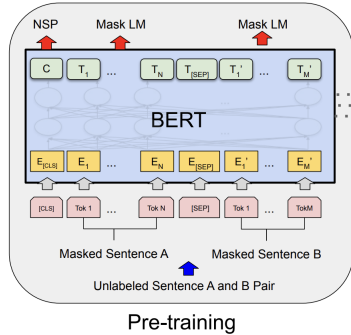 NSP Mask LM Mask LM
C T1 ... TN T[SEP] T1' ... TM'
BERT
E[CLS] E1 ... EN E[SEP] E1' ... EM'
[CLS] Tok 1 ... Tok N [SEP] Tok 1 ... TokM
Masked Sentence A Masked Sentence B
Unlabeled Sentence A and B Pair
Pre-training